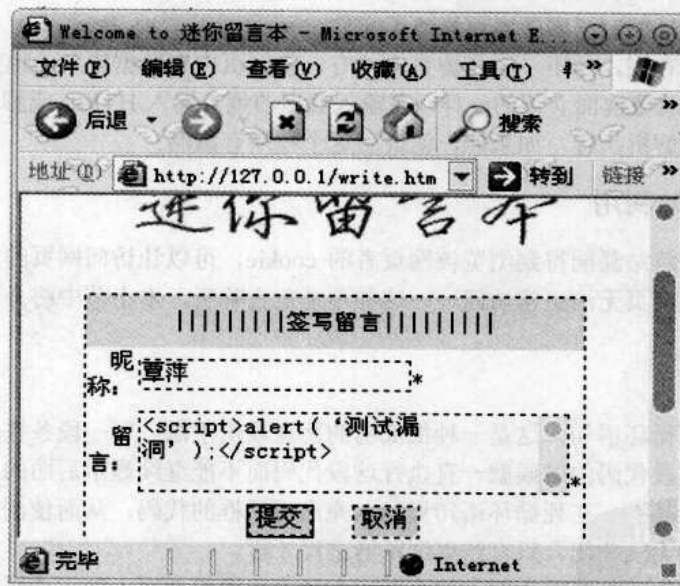 Welcome to 迷你留言本 - Microsoft Internet E...
文件(F) 编辑(E) 查看(V) 收藏(A) 工具(T) »
后退 搜索
地址(D) http://127.0.0.1/write.htm 转到 链接 »
迷你留言本
|||||||||签写留言|||||||||
昵称: 覃萍 *
留言: <script>alert( '测试漏
洞' );</script> *
提交 取消
完毕 Internet